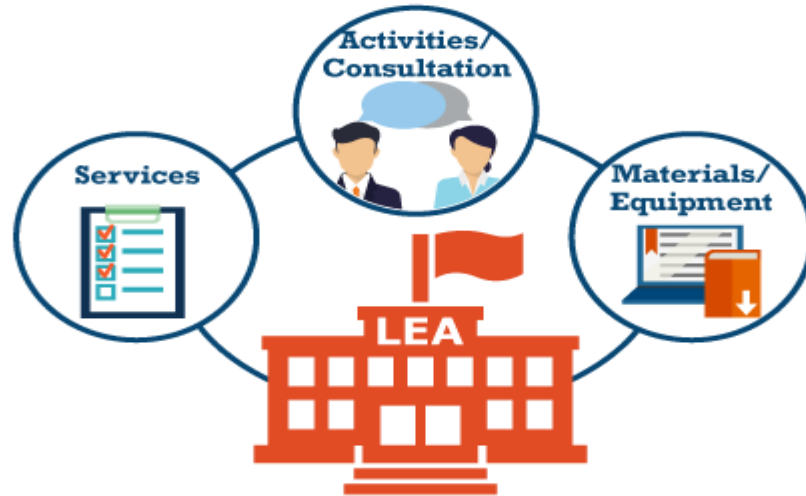 Activities/
Consultation
Services
Materials/
Equipment
LEA